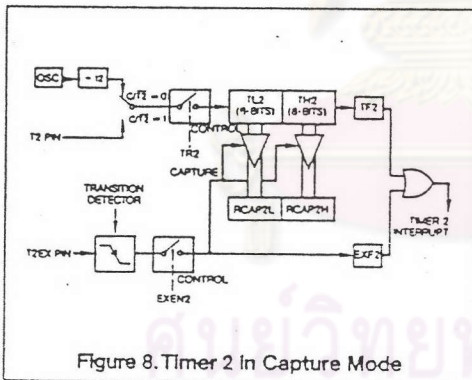 OSC
÷ 12
C/T2 = 0
C/T2 = 1
T2 PIN
CONTROL
TR2
CAPTURE
TL2
(8-BITS)
TH2
(8-BITS)
TF2
RCAP2L
RCAP2H
TIMER 2
INTERRUPT
TRANSITION
DETECTOR
T2EX PIN
CONTROL
EXEN2
EXF2
Figure 8. Timer 2 in Capture Mode